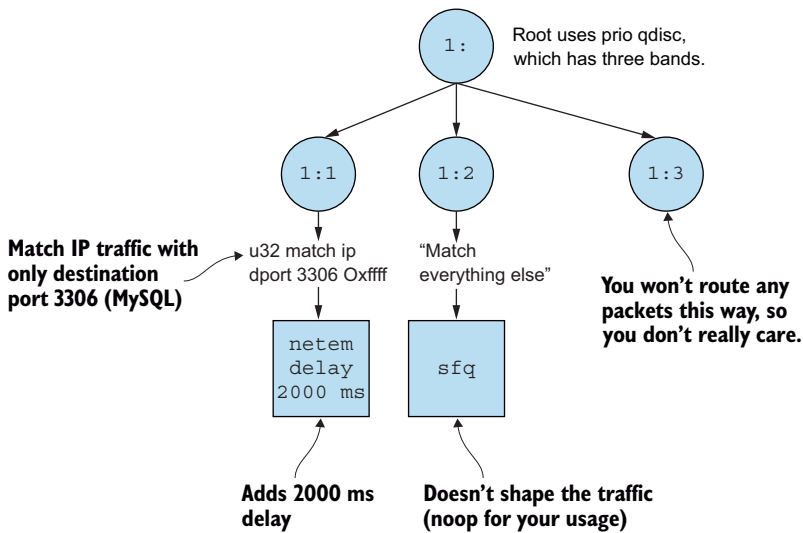 1:
Root uses prio qdisc,
which has three bands.
1:1
1:2
1:3
Match IP traffic with
only destination
port 3306 (MySQL)
u32 match ip
dport 3306 Oxffff
“Match
everything else”
You won’t route any
packets this way, so
you don’t really care.
netem
delay
2000 ms
sfq
Adds 2000 ms
delay
Doesn’t shape the traffic
(noop for your usage)